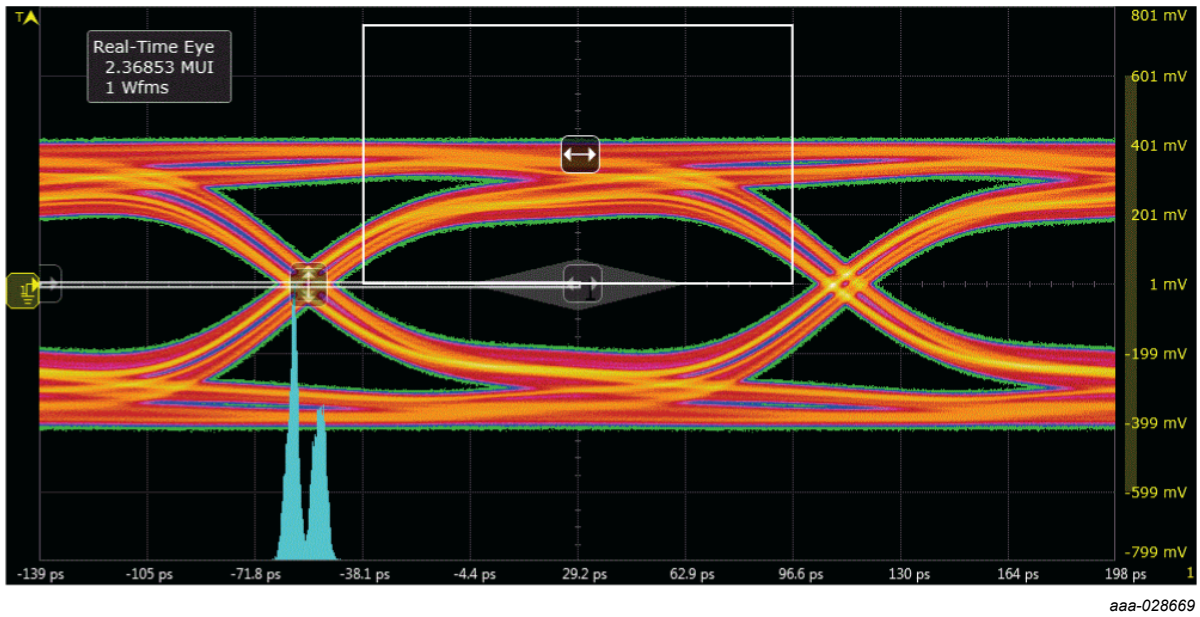 T
801 mV
Real-Time Eye
2.36853 MUI
1 Wfms
601 mV
401 mV
201 mV
1
1
1 mV
-199 mV
-399 mV
-599 mV
-799 mV
-139 ps
-105 ps
-71.8 ps
-38.1 ps
-4.4 ps
29.2 ps
62.9 ps
96.6 ps
130 ps
164 ps
198 ps
1
aaa-028669